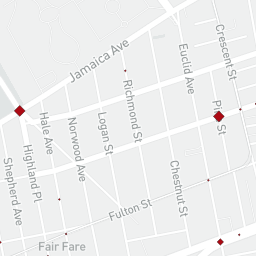 Jamaica Ave
Crescent St
Euclid Ave
Richmond St
Hale Ave
Norwood Ave
Logan St
Highland Pl
Shepherd Ave
Chestnut St
Fulton St
Fair Fare